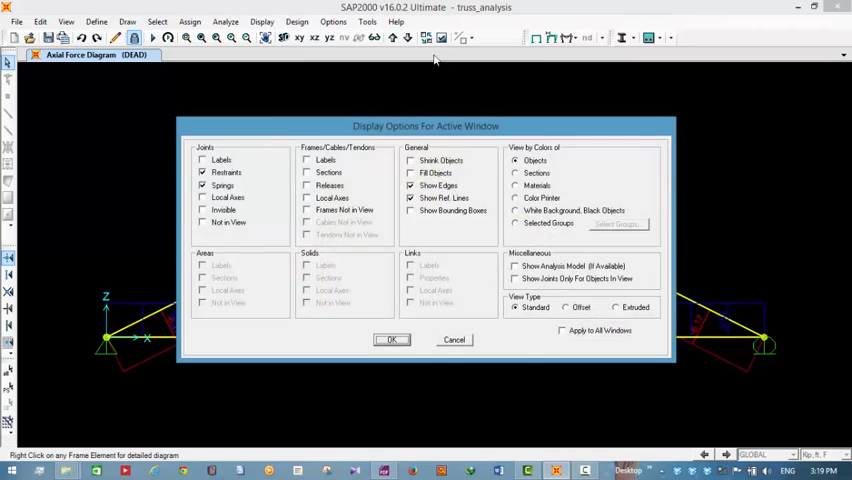 SAP2000 v16.0.2 Ultimate - truss_analysis
File Edit View Define Draw Select Assign Analyze Display Design Options Tools Help
xy xz yz nv
nd
Axial Force Diagram (DEAD)
Display Options For Active Window
Joints
Labels
Restraints
Springs
Local Axes
Invisible
Not in View
Frames/Cables/Tendons
Labels
Sections
Releases
Local Axes
Frames Not in View
Cables Not in View
Tendons Not in View
General
Shrink Objects
Fill Objects
Show Edges
Show Ref. Lines
Show Bounding Boxes
View by Colors of
Objects
Sections
Materials
Color Printer
White Background, Black Objects
Selected Groups
Select Groups...
Areas
Labels
Sections
Local Axes
Not in View
Solids
Labels
Sections
Local Axes
Not in View
Links
Labels
Properties
Local Axes
Not in View
Miscellaneous
Show Analysis Model (If Available)
Show Joints Only For Objects In View
View Type
Standard Offset Extruded
Apply to All Windows
OK Cancel
Z
X
Right Click on any Frame Element for detailed diagram
GLOBAL
Kip, ft, F
Desktop
ENG
3:19 PM